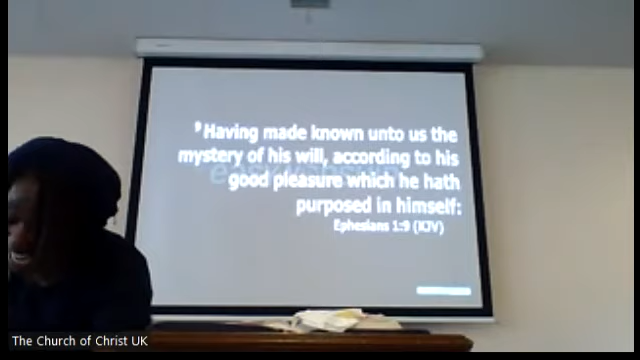 ⁹ Having made known unto us the
mystery of his will, according to his
good pleasure which he hath
purposed in himself:
Ephesians 1:9 (KJV)
The Church of Christ UK